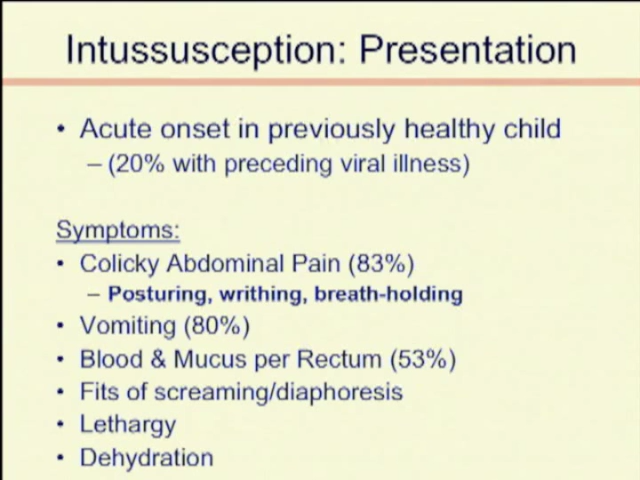 Intussusception: Presentation
• Acute onset in previously healthy child
– (20% with preceding viral illness)
Symptoms:
• Colicky Abdominal Pain (83%)
– Posturing, writhing, breath-holding
• Vomiting (80%)
• Blood & Mucus per Rectum (53%)
• Fits of screaming/diaphoresis
• Lethargy
• Dehydration